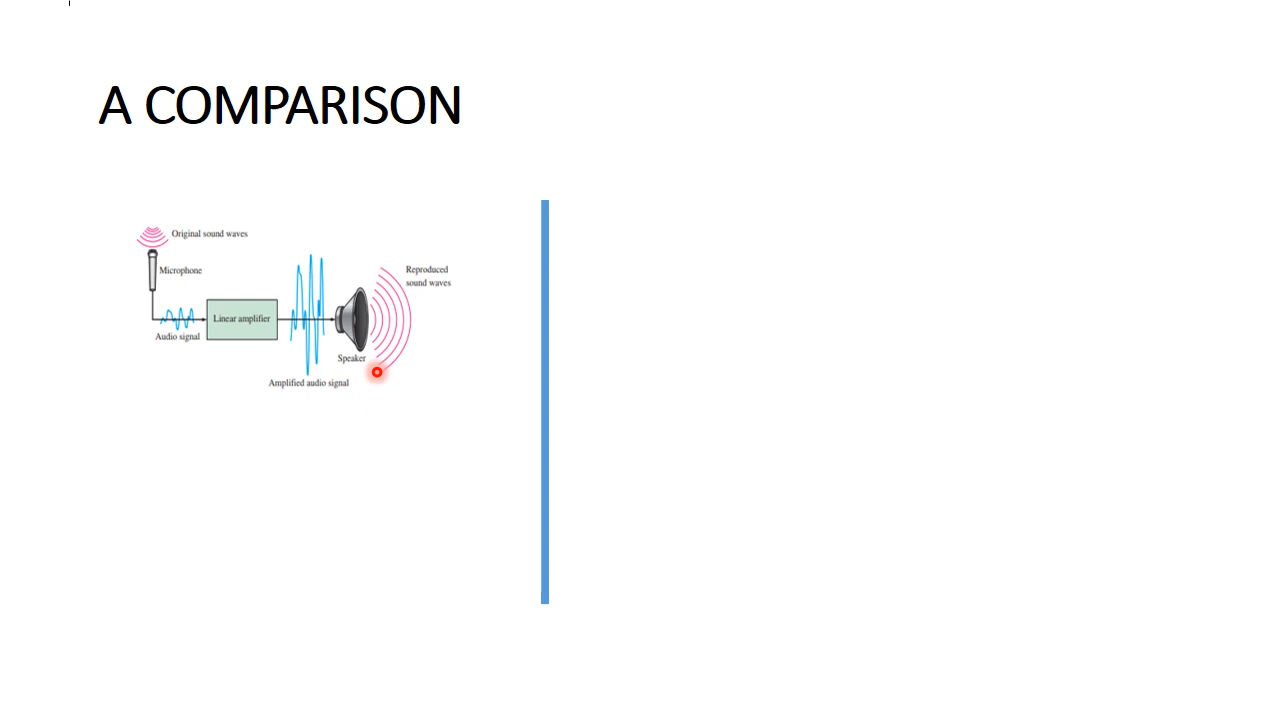 A COMPARISON
Original sound waves
Microphone
Reproduced
sound waves
Linear amplifier
Audio signal
Speaker
Amplified audio signal